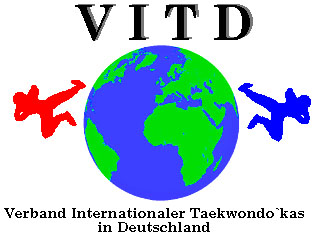 VITD
Verband Internationaler Taekwondo`kas
in Deutschland